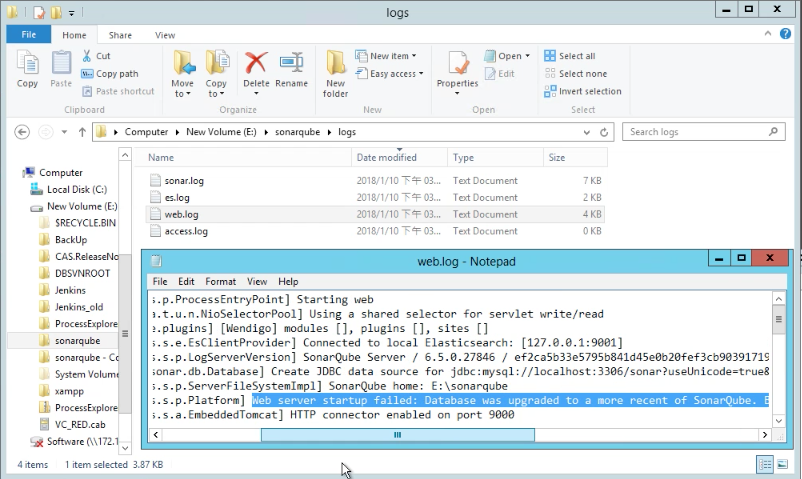 logs
File
Home
Share
View
Copy
Paste
Cut
Copy path
Paste shortcut
Clipboard
Move to
Copy to
Delete
Rename
Organize
New folder
New item
Easy access
New
Properties
Open
Edit
Open
Select all
Select none
Invert selection
Select
Computer
New Volume (E:)
sonarqube
logs
Search logs
Computer
Local Disk (C:)
New Volume (E:)
$RECYCLE.BIN
BackUp
CAS.ReleaseNo
DBSVNROOT
Jenkins
Jenkins_old
ProcessExplore
sonarqube
sonarqube - Co
System Volume
xampp
ProcessExplore
VC_RED.cab
Software (\\172.1
Name Date modified Type Size
sonar.log 2018/1/10 下午 03... Text Document 7 KB
es.log 2018/1/10 下午 03... Text Document 2 KB
web.log 2018/1/10 下午 03... Text Document 4 KB
access.log 2018/1/10 下午 03... Text Document 0 KB
web.log - Notepad
File Edit Format View Help
s.p.ProcessEntryPoint] Starting web
a.t.u.n.NioSelectorPool] Using a shared selector for servlet write/read
e.plugins] [Wendigo] modules [], plugins [], sites []
s.s.e.EsClientProvider] Connected to local Elasticsearch: [127.0.0.1:9001]
s.s.p.LogServerVersion] SonarQube Server / 6.5.0.27846 / ef2ca5b33e5795b841d45e0b20fef3cb90391719
sonar.db.Database] Create JDBC data source for jdbc:mysql://localhost:3306/sonar?useUnicode=true&
s.s.p.ServerFileSystemImpl] SonarQube home: E:\sonarqube
s.s.p.Platform] Web server startup failed: Database was upgraded to a more recent of SonarQube.
s.s.a.EmbeddedTomcat] HTTP connector enabled on port 9000
4 items 1 item selected 3.87 KB